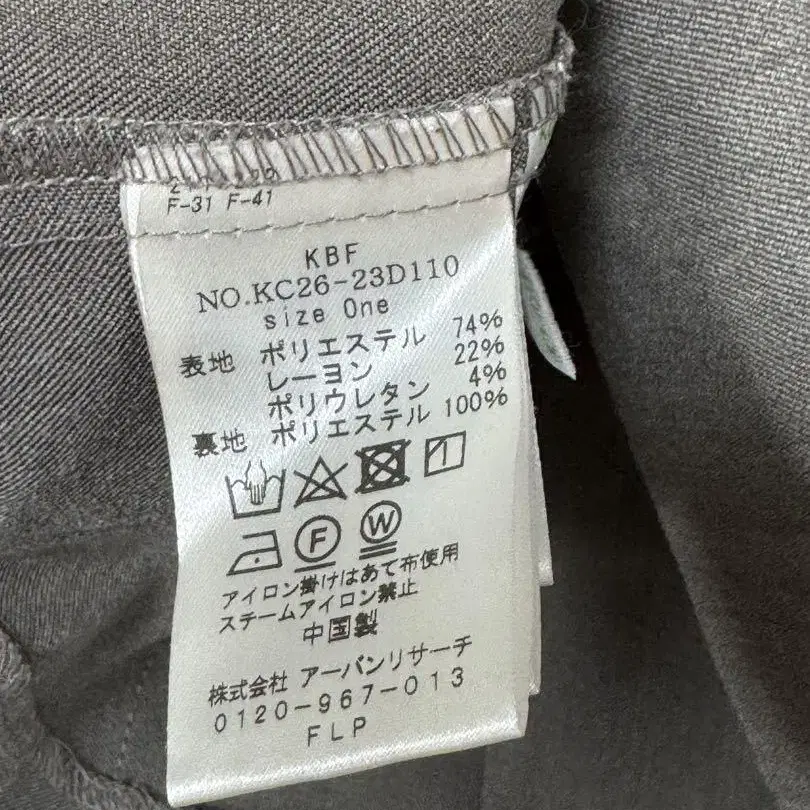 F-31 F-41
KBF
NO.KC26-23D110
size One
表地 ポリエステル 74%
レーヨン 22%
ポリウレタン 4%
裏地 ポリエステル 100%
1
F W
アイロン掛けはあて布使用
スチームアイロン禁止
中国製
株式会社 アーバンリサーチ
0120-967-013
FLP